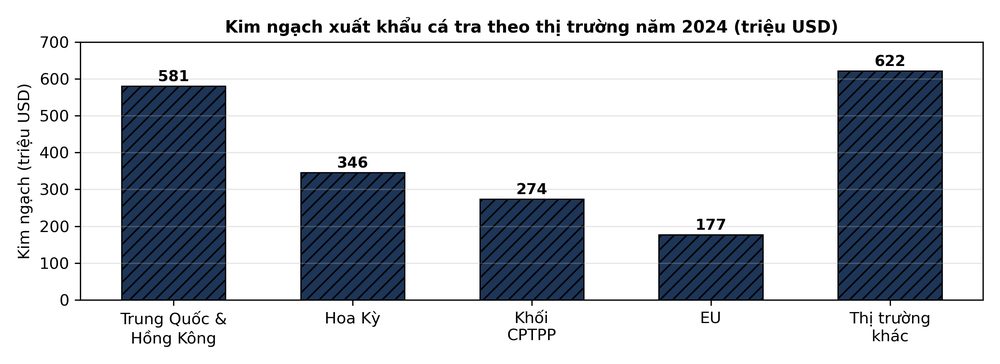 Kim ngạch xuất khẩu cá tra theo thị trường năm 2024 (triệu USD)
Kim ngạch (triệu USD)
700
600
500
400
300
200
100
0
581
346
274
177
622
Trung Quốc &
Hồng Kông
Hoa Kỳ
Khối
CPTPP
EU
Thị trường
khác